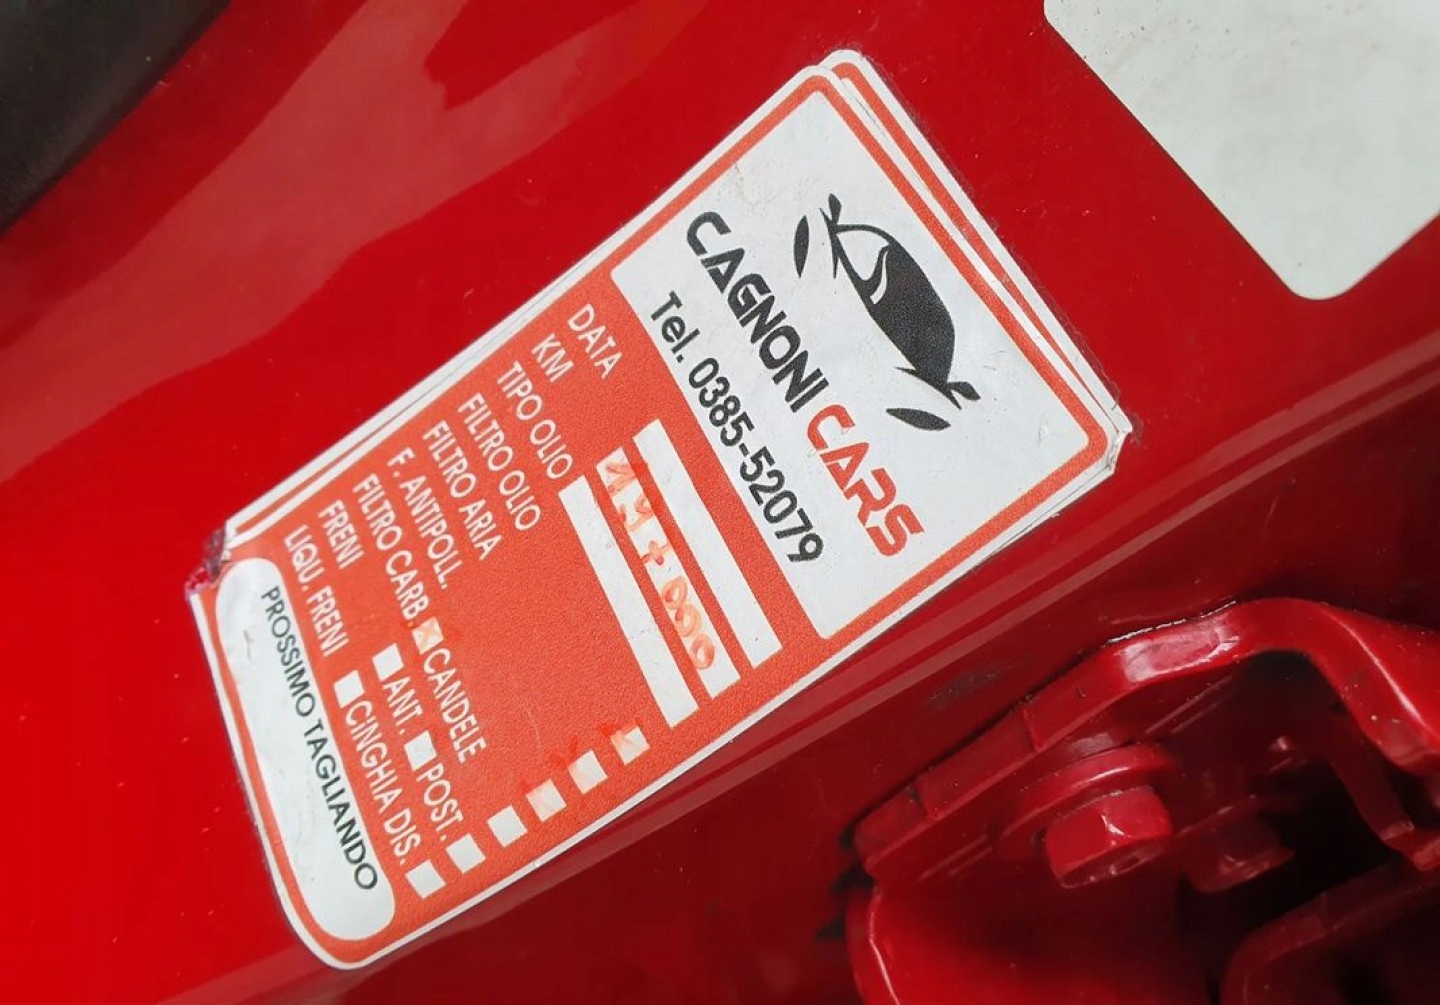 CAGNONI CARS
Tel. 0385-52079
DATA
KM
TIPO OLIO
FILTRO OLIO
FILTRO ARIA
F. ANTIPOLL.
FILTRO CARB. CANDELE
FRENI ANT. POST.
LIQU. FRENI CINGHIA DIS.
PROSSIMO TAGLIANDO